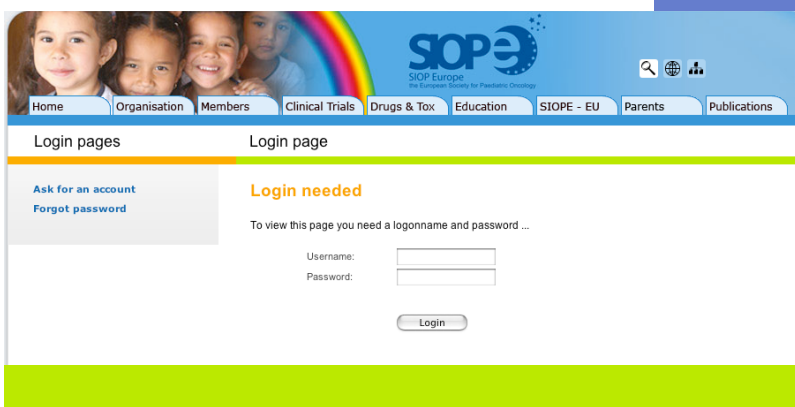 SIOPe
SIOP Europe
the European Society for Paediatric Oncology
Home Organisation Members Clinical Trials Drugs & Tox Education SIOPE - EU Parents Publications
Login pages
Login page
Ask for an account
Forgot password
Login needed
To view this page you need a logonname and password ...
Username:
Password:
Login